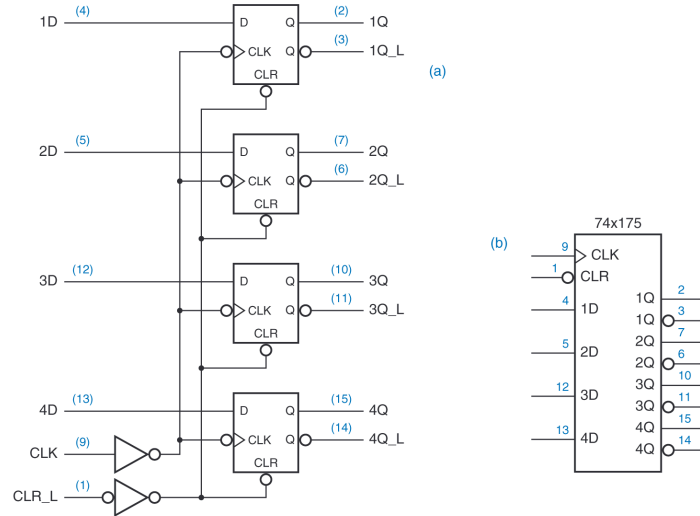 1D (4) D Q (2) 1Q
CLK Q (3) 1Q_L
CLR
(a)
2D (5) D Q (7) 2Q
CLK Q (6) 2Q_L
CLR
3D (12) D Q (10) 3Q
CLK Q (11) 3Q_L
CLR
4D (13) D Q (15) 4Q
CLK Q (14) 4Q_L
CLR
CLK (9)
CLR_L (1)
(b)
74x175
9 CLK
1 CLR
4 1D
5 2D
12 3D
13 4D
1Q 2
1Q 3
2Q 7
2Q 6
3Q 10
3Q 11
4Q 15
4Q 14